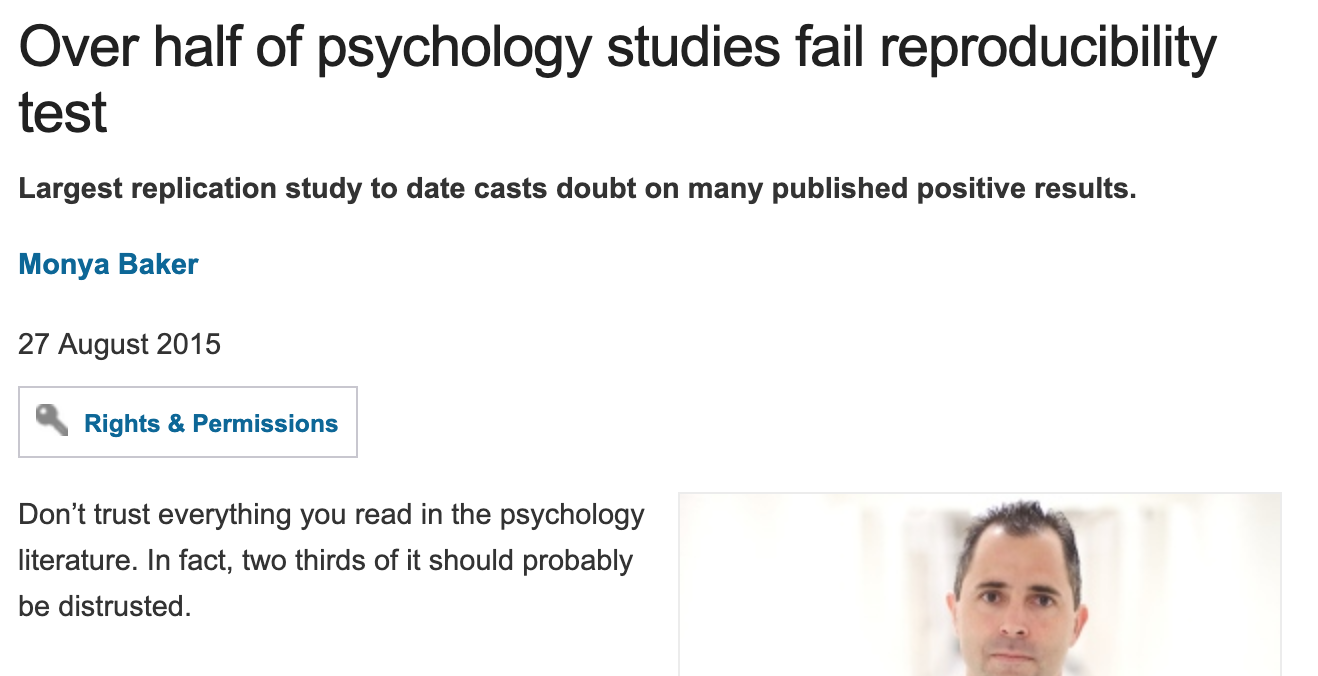 Over half of psychology studies fail reproducibility
test
Largest replication study to date casts doubt on many published positive results.
Monya Baker
27 August 2015
Rights & Permissions
Don’t trust everything you read in the psychology
literature. In fact, two thirds of it should probably
be distrusted.